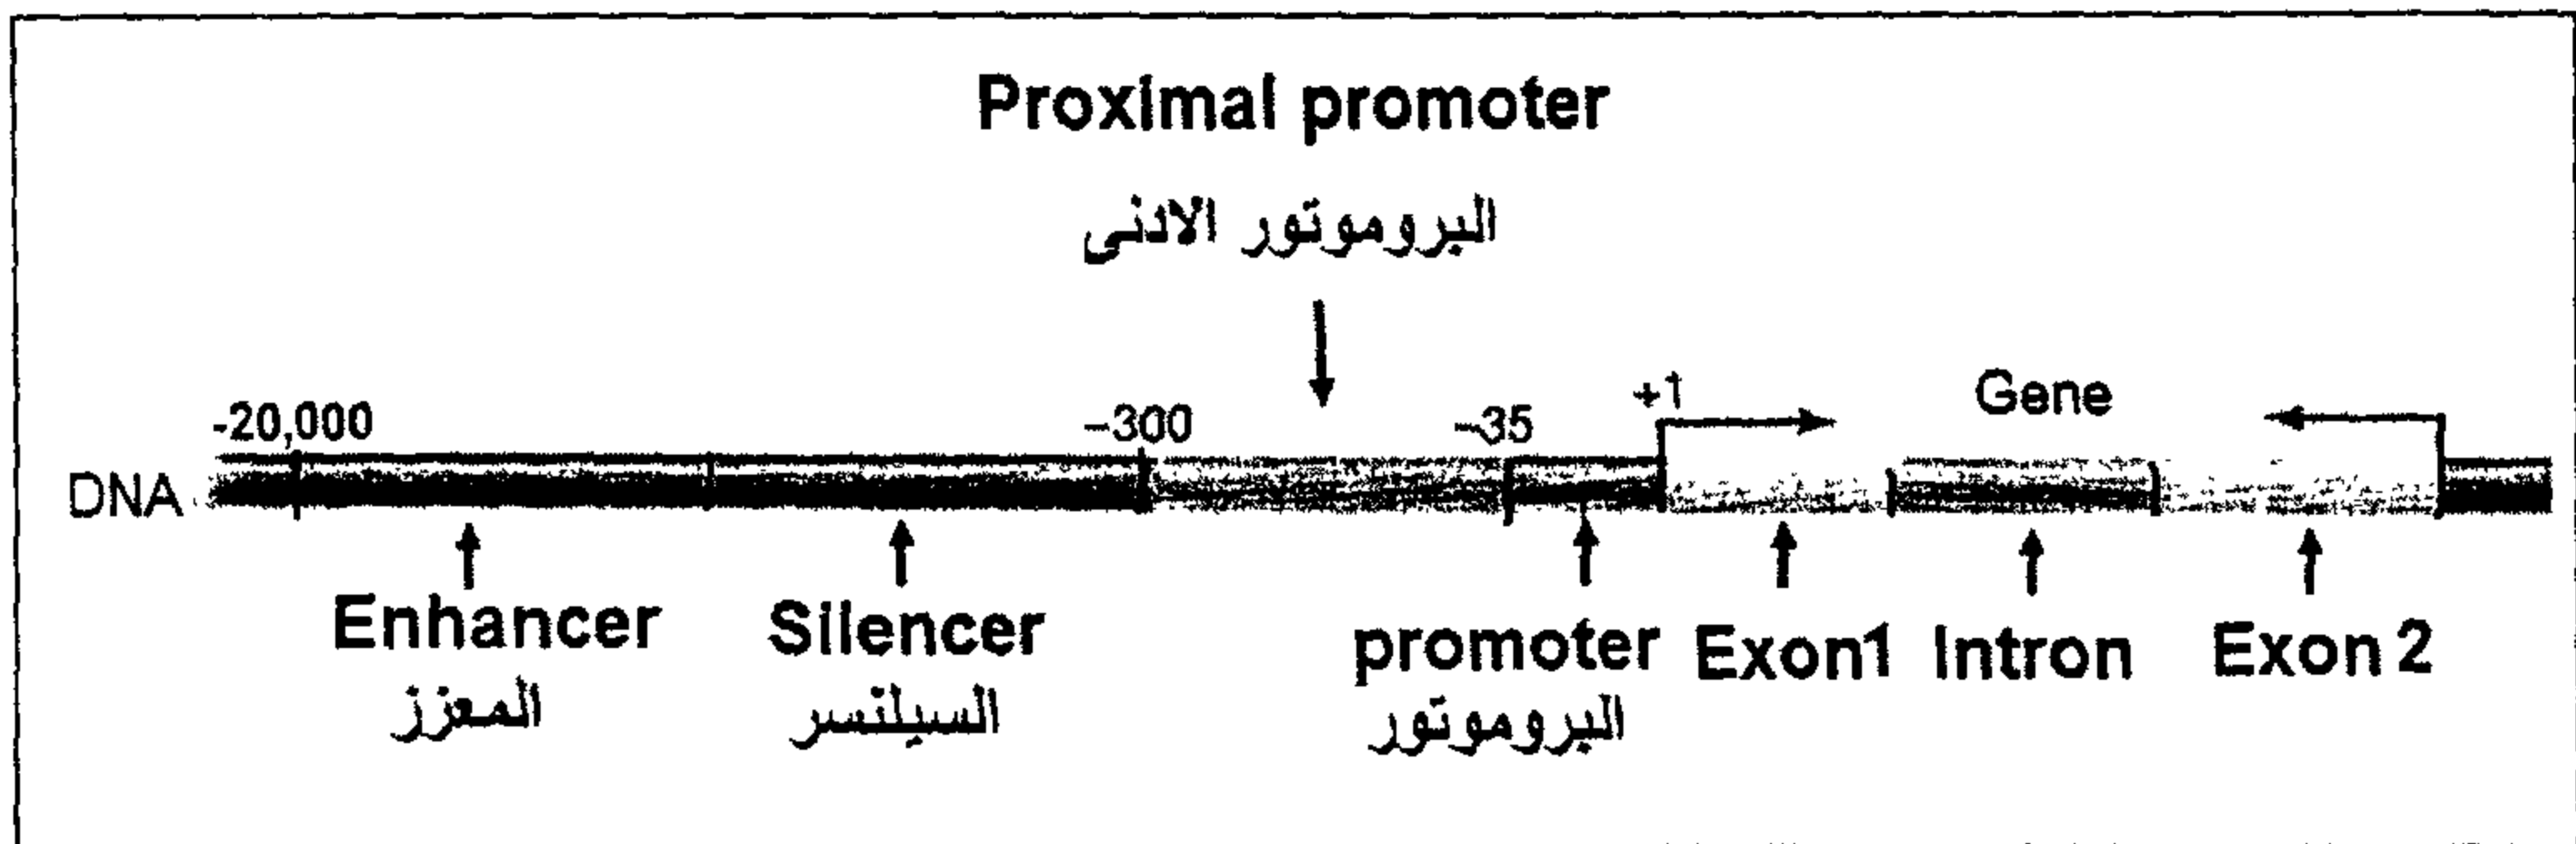 Proximal promoter
البروموتور الادنى
-20,000 –300 –35 +1 Gene
DNA
Enhancer Silencer promoter Exon1 Intron Exon 2
المعزز السيلنسر البروموتور